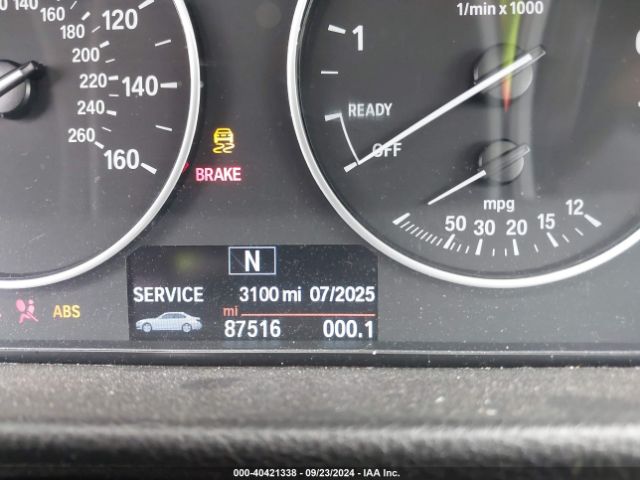 140
160
180
200
220
240
260
120
140
160
BRAKE
ABS
1/min x 1000
1
READY
OFF
mpg
50 30 20 15 12
N
SERVICE 3100 mi 07/2025
mi
87516 000.1
000-40421338 - 09/23/2024 - IAA Inc.